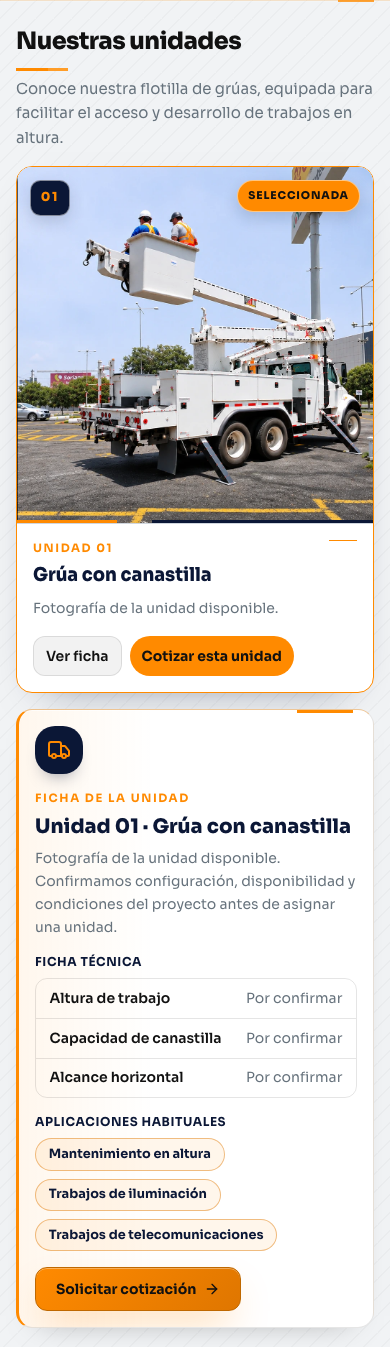 Nuestras unidades
Conoce nuestra flotilla de grúas, equipada para
facilitar el acceso y desarrollo de trabajos en
altura.
01
SELECCIONADA
UNIDAD 01
Grúa con canastilla
Fotografía de la unidad disponible.
Ver ficha
Cotizar esta unidad
FICHA DE LA UNIDAD
Unidad 01 · Grúa con canastilla
Fotografía de la unidad disponible.
Confirmamos configuración, disponibilidad y
condiciones del proyecto antes de asignar
una unidad.
FICHA TÉCNICA
Altura de trabajo Por confirmar
Capacidad de canastilla Por confirmar
Alcance horizontal Por confirmar
APLICACIONES HABITUALES
Mantenimiento en altura
Trabajos de iluminación
Trabajos de telecomunicaciones
Solicitar cotización →